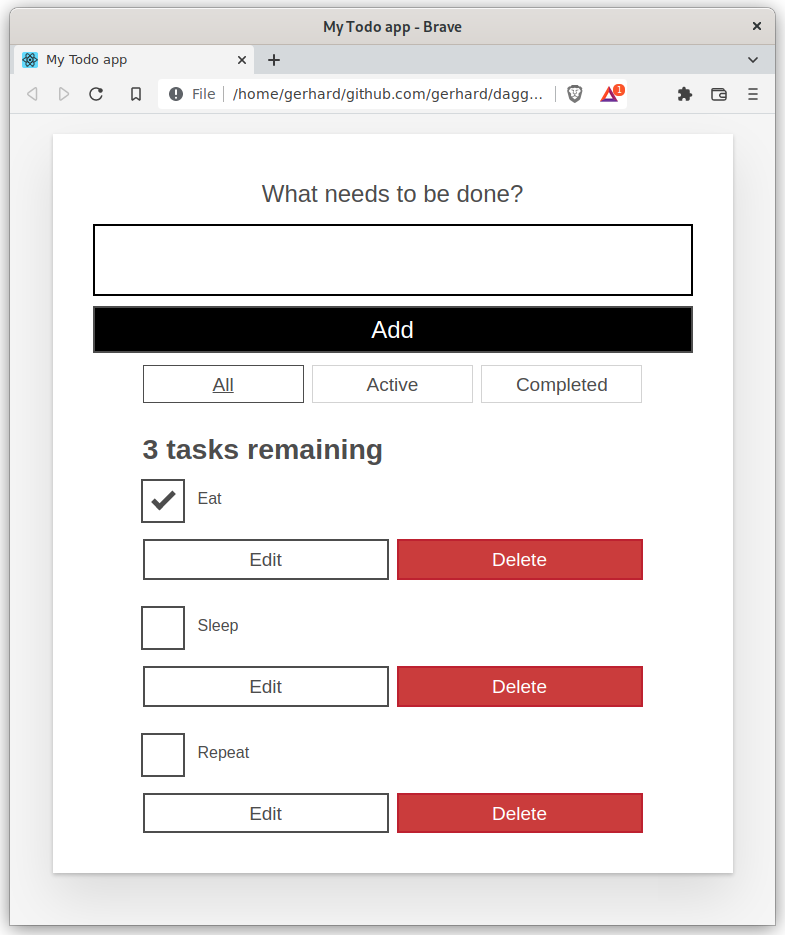 My Todo app - Brave
My Todo app
File /home/gerhard/github.com/gerhard/dagg... 1
What needs to be done?
Add
All Active Completed
3 tasks remaining
Eat
Edit Delete
Sleep
Edit Delete
Repeat
Edit Delete